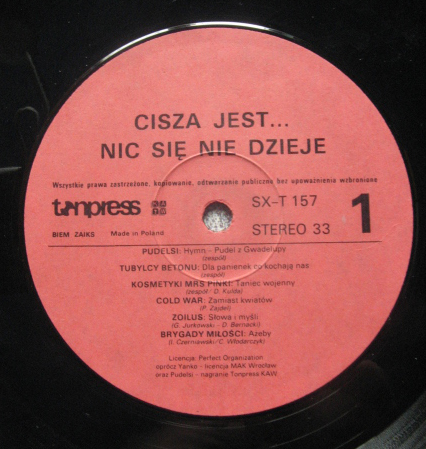 CISZA JEST...
NIC SIĘ NIE DZIEJE
Wszystkie prawa zastrzeżone, kopiowanie, odtwarzanie publiczne bez upoważnienia wzbronione
tonpress SX-T 157 1
BIEM ZAIKS Made in Poland STEREO 33
PUDELSI: Hymn - Pudel z Gwadelupy
(zespół)
TUBYLCY BETONU: Dla panienek co kochają nas
(zespół)
KOSMETYKI MRS PINKI: Taniec wojenny
(zespół / D. Kulda)
COLD WAR: Zamiast kwiatów
(P. Zajdel)
ZOILUS: Słowa i myśli
(G. Jurkowski - D. Bernacki)
BRYGADY MIŁOŚCI: Ażeby
(I. Czerniawski/C. Włodarczyk)
Licencja: Perfect Organization
oprócz Yanko - licencja MAK Wrocław
oraz Pudelsi - nagranie Tonpress KAW